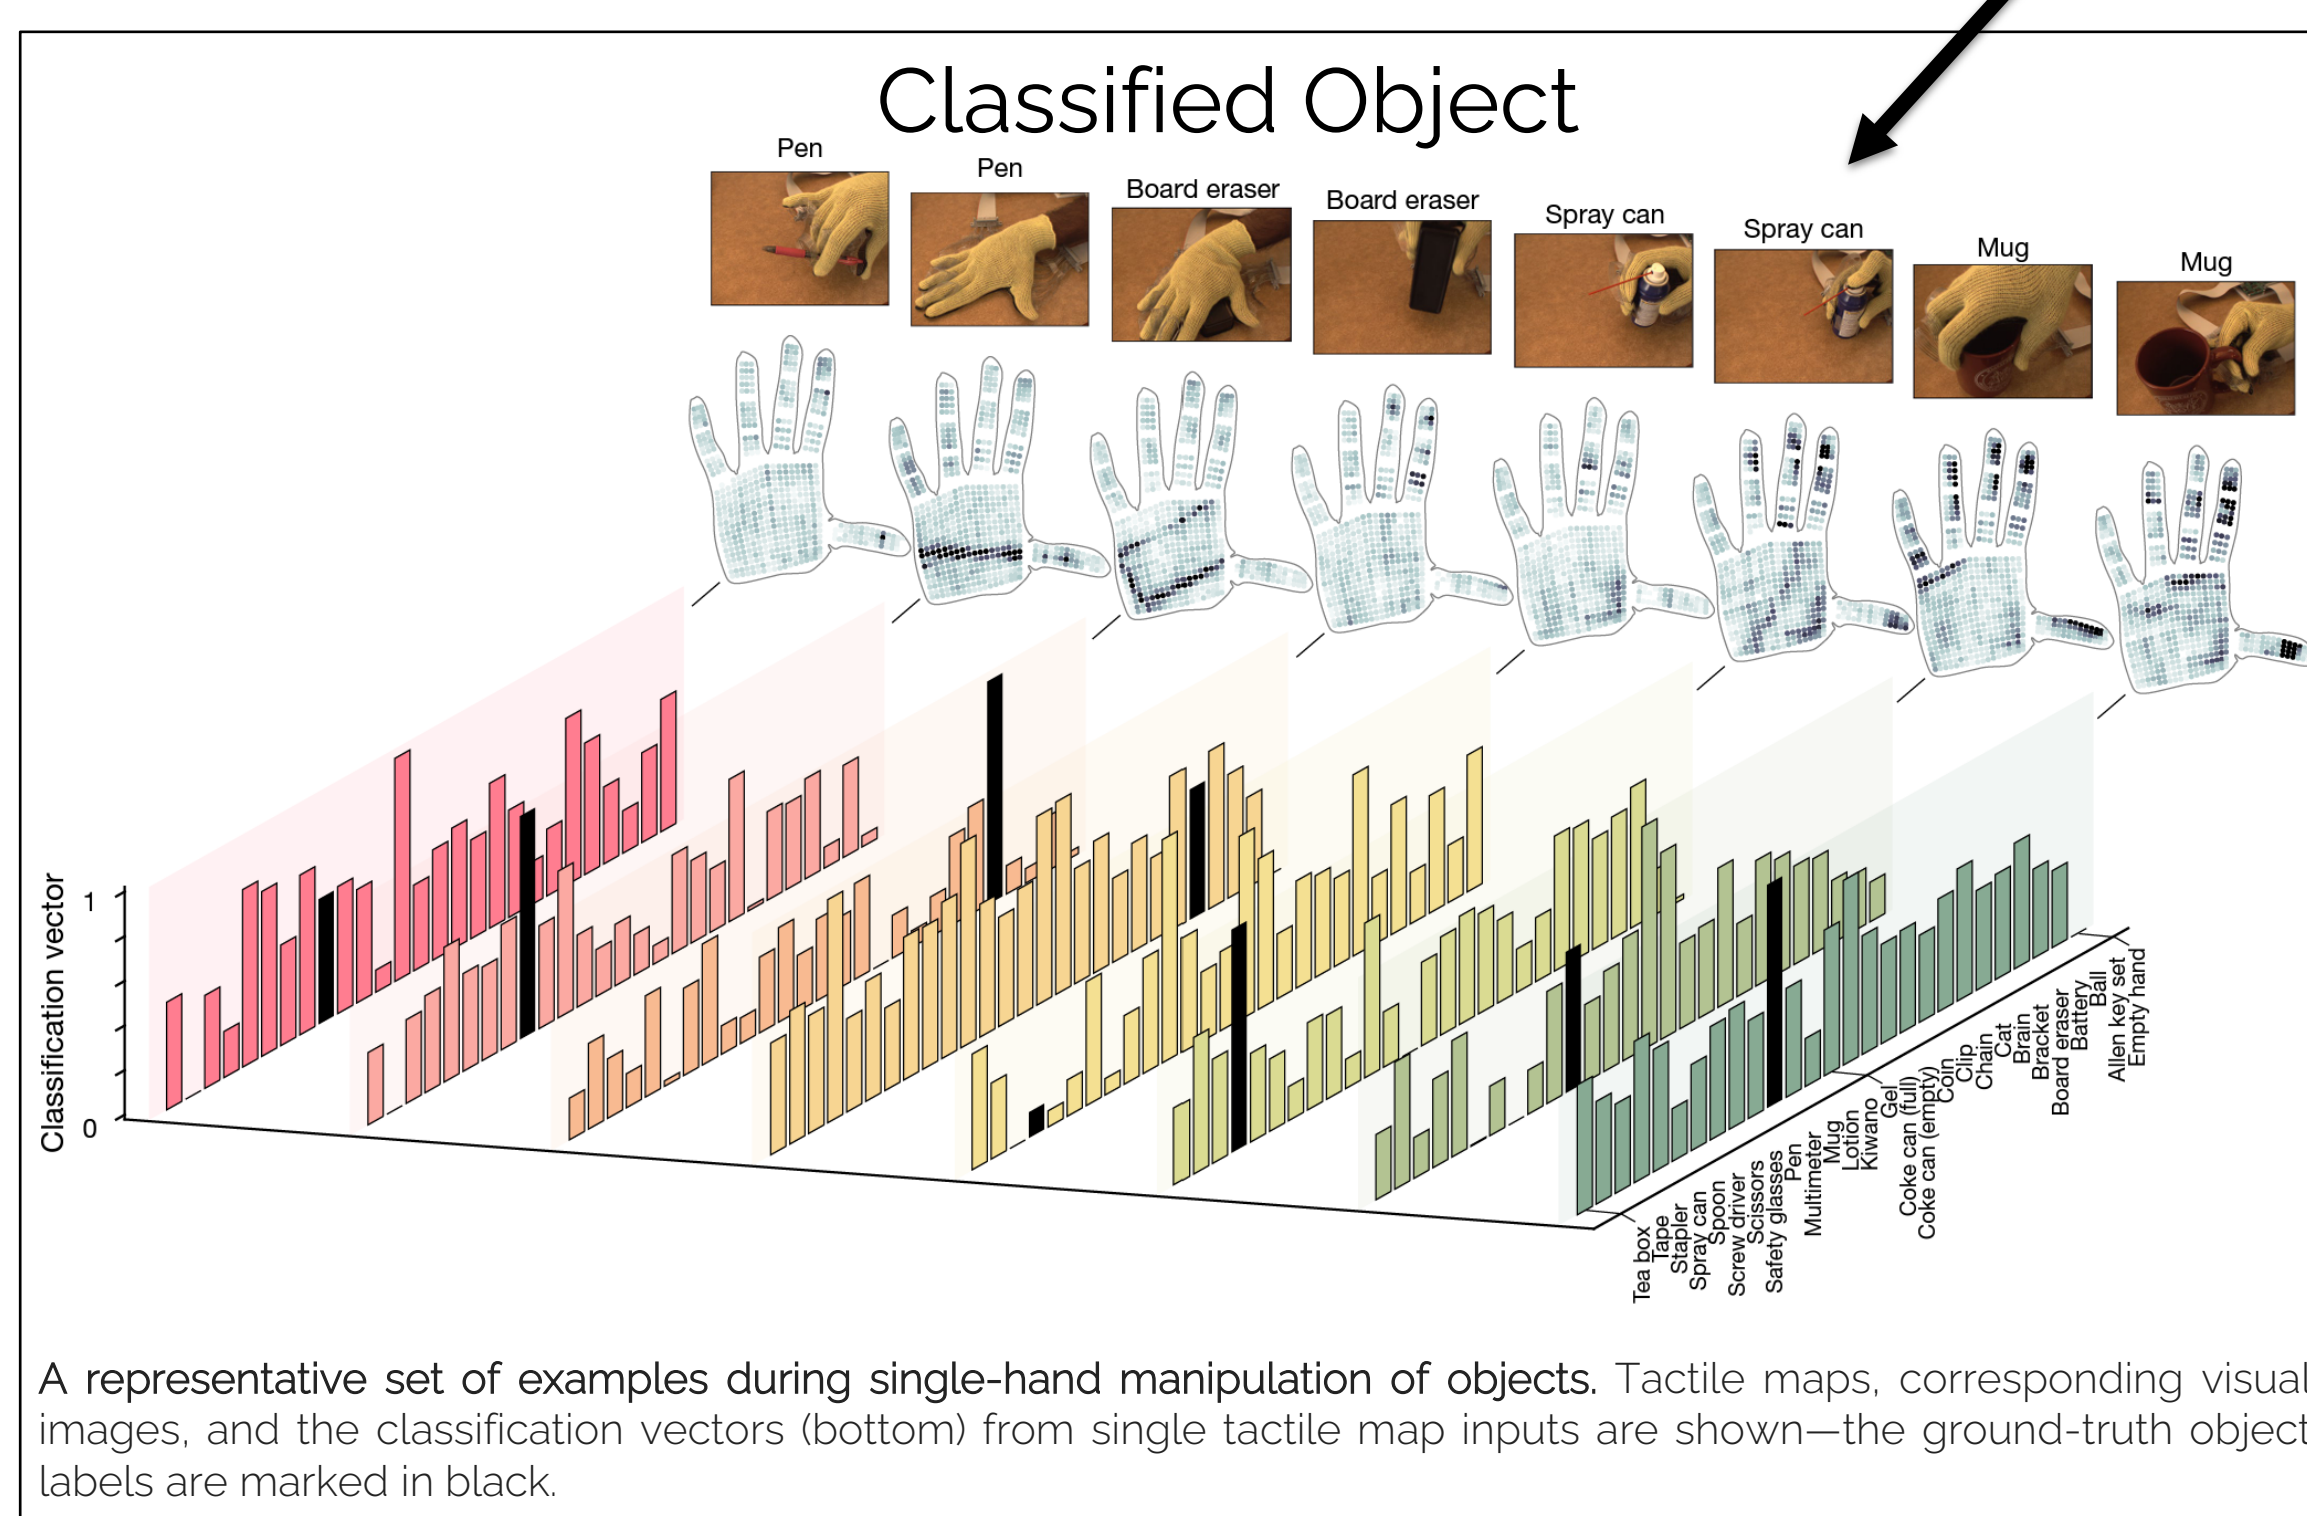 Classified Object
Pen
Pen
Board eraser
Board eraser
Spray can
Spray can
Mug
Mug
Classification vector
1
0
Tea box
Tape
Stapler
Spray can
Spoon
Screw driver
Scissors
Safety glasses
Pen
Multimeter
Mug
Lotion
Kiwano
Gel
Coke can (full)
Coke can (empty)
Coin
Clip
Chain
Cat
Brain
Bracket
Board eraser
Battery
Ball
Allen key set
Empty hand
A representative set of examples during single-hand manipulation of objects. Tactile maps, corresponding visual
images, and the classification vectors (bottom) from single tactile map inputs are shown—the ground-truth object
labels are marked in black.